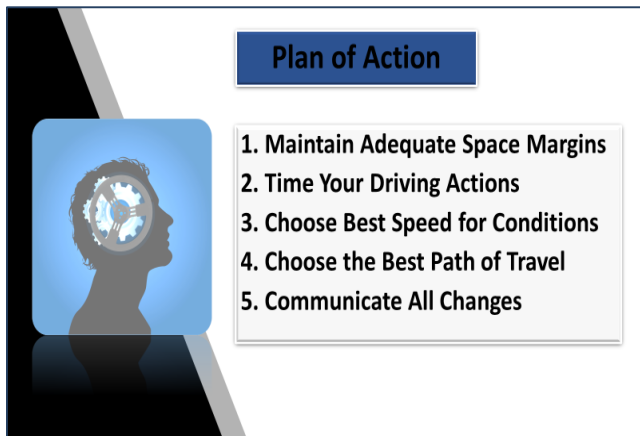 Plan of Action
1. Maintain Adequate Space Margins
2. Time Your Driving Actions
3. Choose Best Speed for Conditions
4. Choose the Best Path of Travel
5. Communicate All Changes